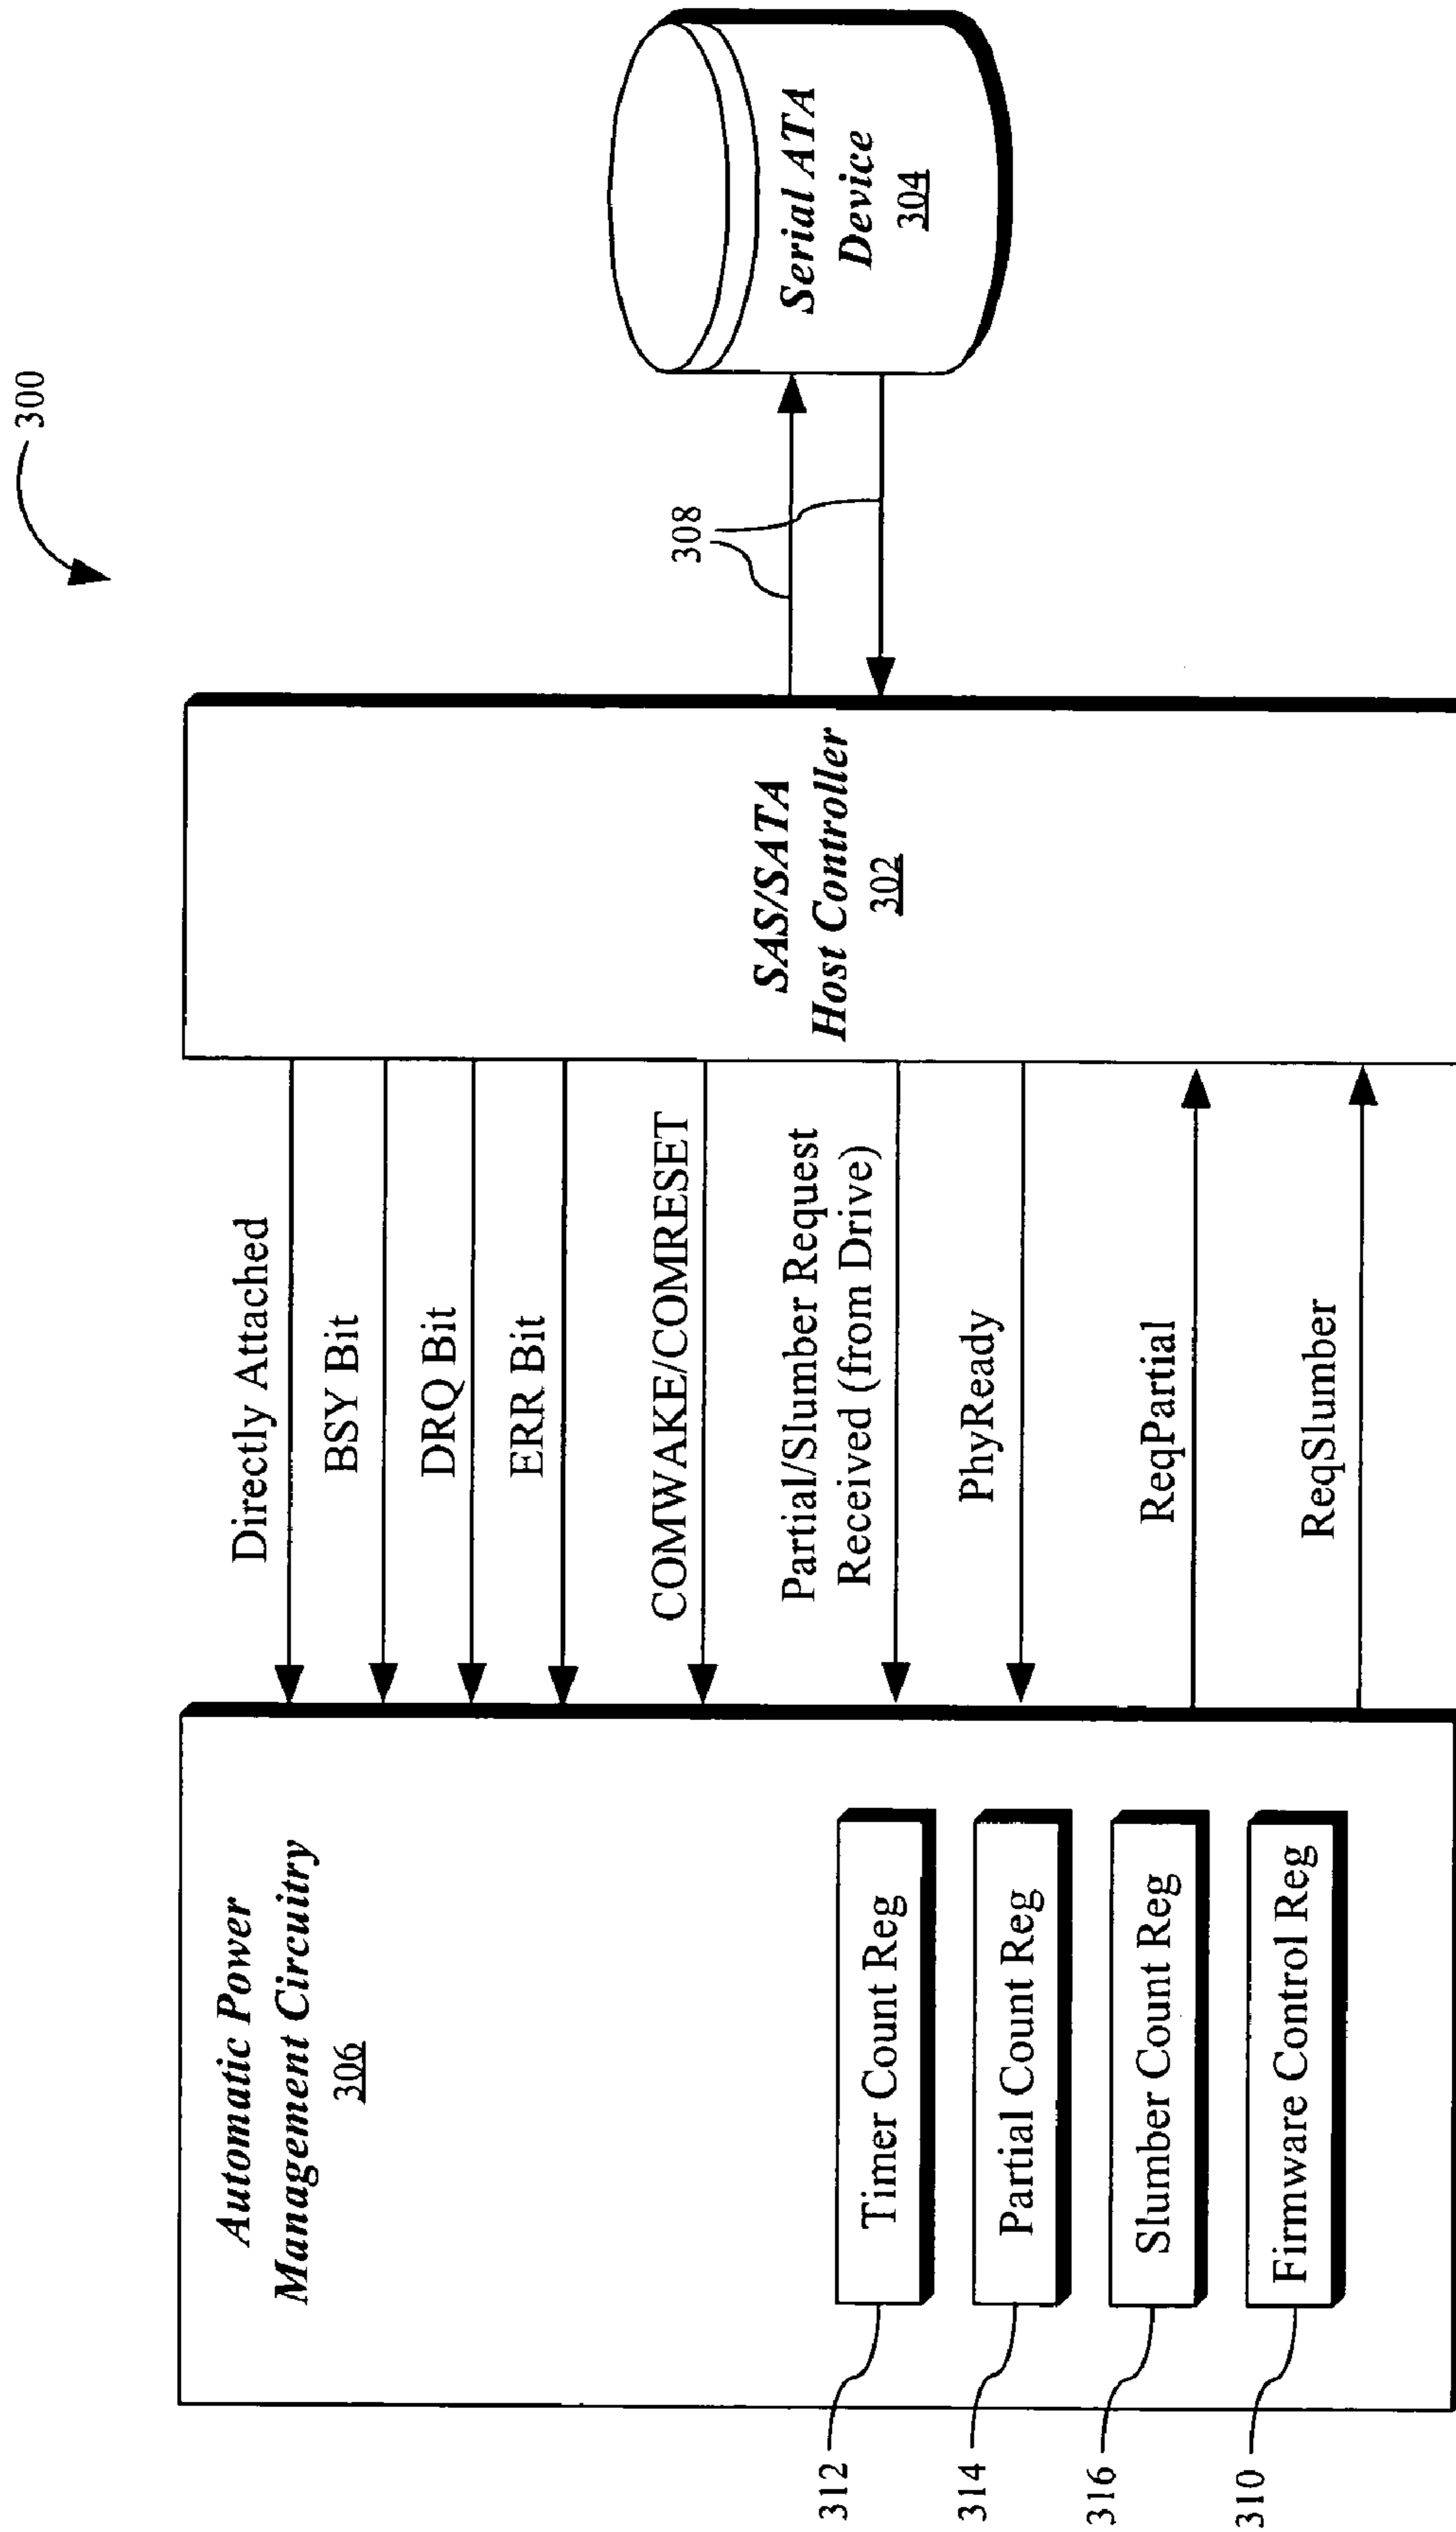 300
Automatic Power
Management Circuitry
306
Directly Attached
BSY Bit
DRQ Bit
ERR Bit
COMWAKE/COMRESET
Partial/Slumber Request
Received (from Drive)
PhyReady
ReqPartial
ReqSlumber
312
Timer Count Reg
314
Partial Count Reg
316
Slumber Count Reg
310
Firmware Control Reg
SAS/SATA
Host Controller
302
308
Serial ATA
Device
304